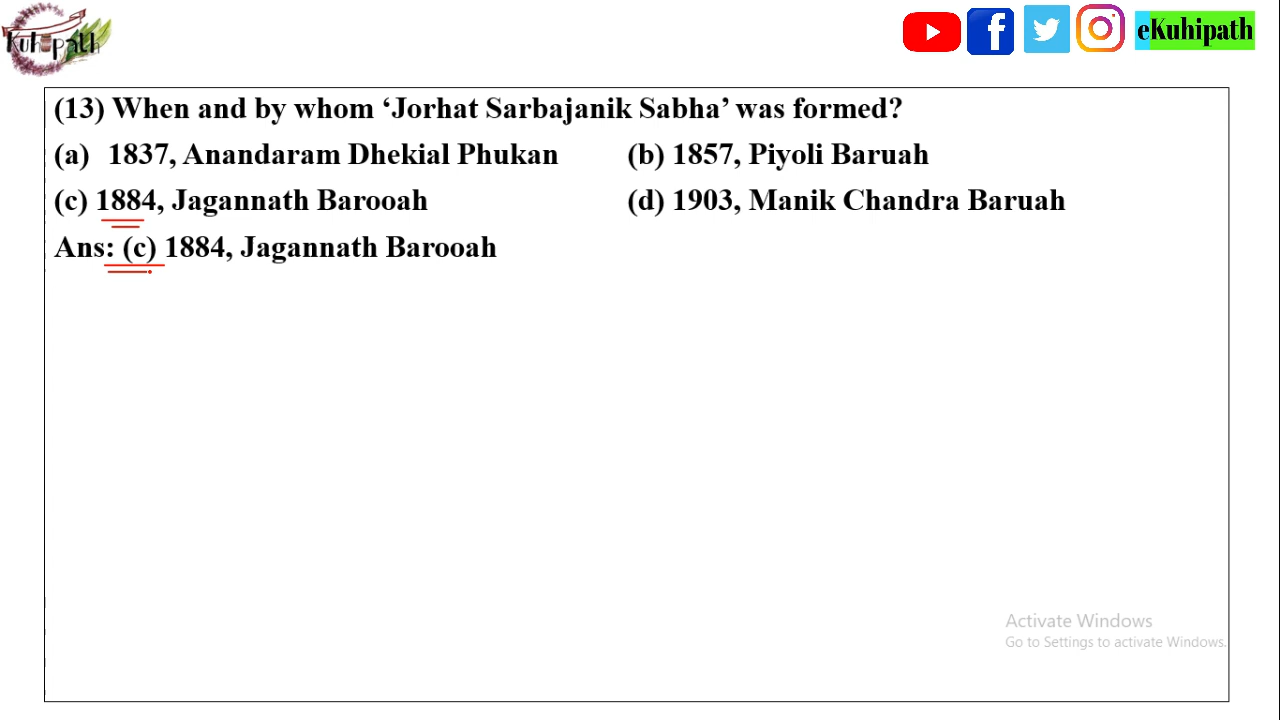 Kuhipath
eKuhipath
(13) When and by whom ‘Jorhat Sarbajanik Sabha’ was formed?
(a) 1837, Anandaram Dhekial Phukan (b) 1857, Piyoli Baruah
(c) 1884, Jagannath Barooah (d) 1903, Manik Chandra Baruah
Ans: (c) 1884, Jagannath Barooah
Activate Windows
Go to Settings to activate Windows.